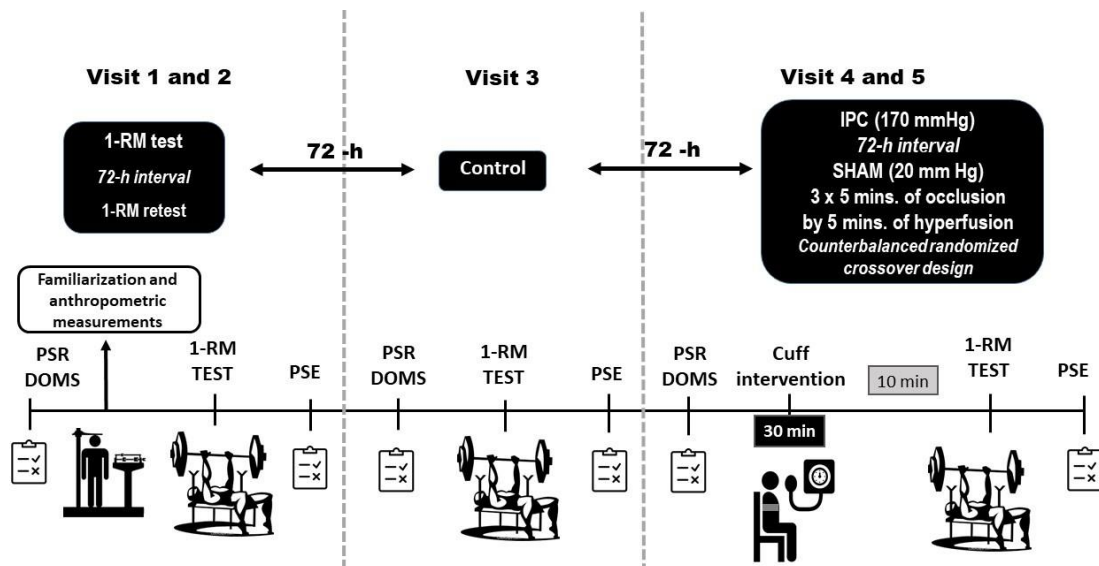 Visit 1 and 2
Visit 3
Visit 4 and 5
1-RM test
72-h interval
1-RM retest
72 -h
Control
72 -h
IPC (170 mmHg)
72-h interval
SHAM (20 mm Hg)
3 x 5 mins. of occlusion
by 5 mins. of hyperfusion
Counterbalanced randomized
crossover design
Familiarization and
anthropometric
measurements
PSR
DOMS
1-RM
TEST
PSE
PSR
DOMS
1-RM
TEST
PSE
PSR
DOMS
Cuff
intervention
30 min
10 min
1-RM
TEST
PSE